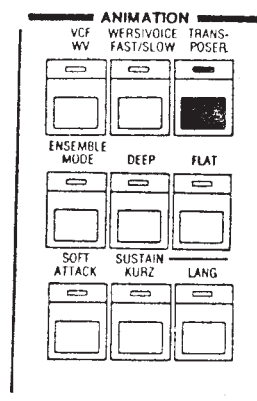 ANIMATION
VCF WERSIVOICE TRANS-
WV FAST/SLOW POSER
ENSEMBLE
MODE DEEP FLAT
SOFT SUSTAIN
ATTACK KURZ LANG